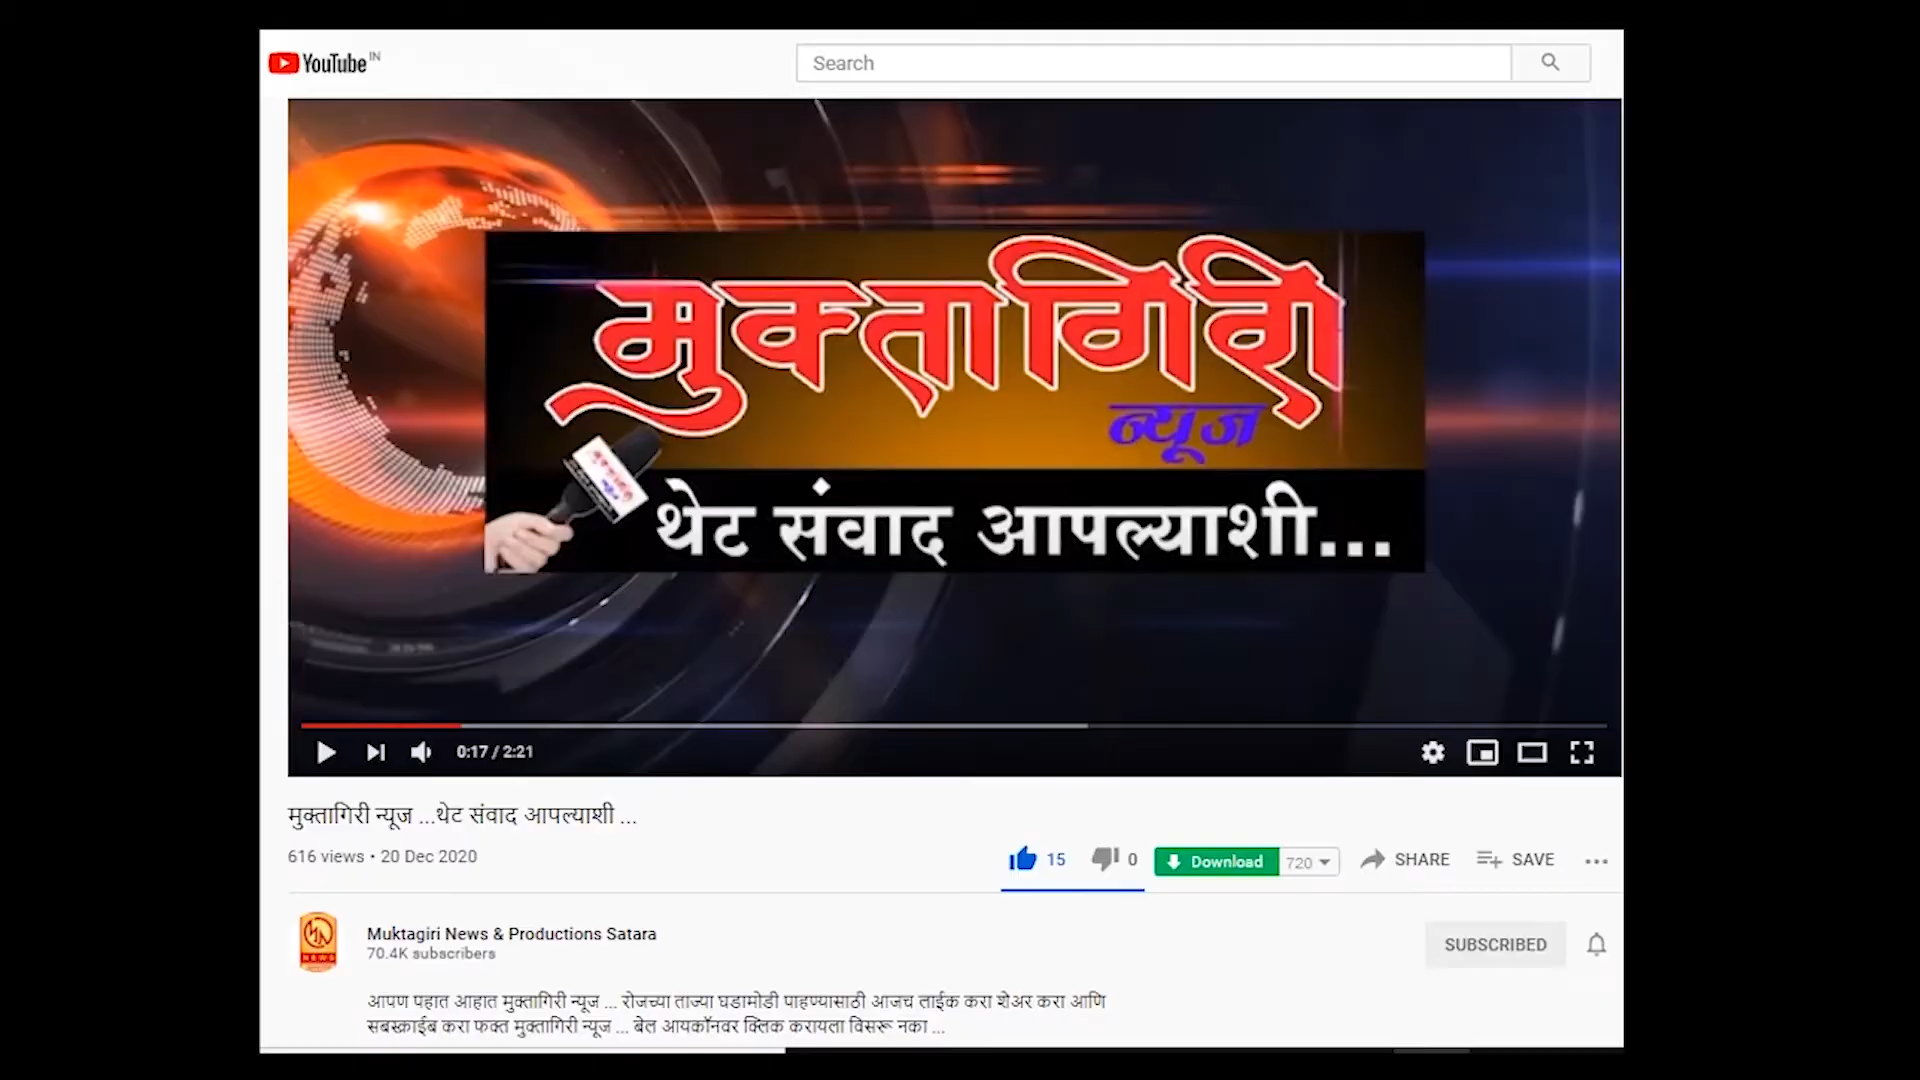 YouTube IN
Search
मुक्तागिरी
न्यूज
थेट संवाद आपल्याशी...
0:17 / 2:21
मुक्तागिरी न्यूज ...थेट संवाद आपल्याशी ...
616 views • 20 Dec 2020
15
0
Download
720
SHARE
SAVE
NEWS
Muktagiri News & Productions Satara
70.4K subscribers
SUBSCRIBED
आपण पहात आहात मुक्तागिरी न्यूज ... रोजच्या ताज्या घडामोडी पाहण्यासाठी आजच लाईक करा शेअर करा आणि
सबस्क्राईब करा फक्त मुक्तागिरी न्यूज ... बेल आयकॉनवर क्लिक करायला विसरू नका ...